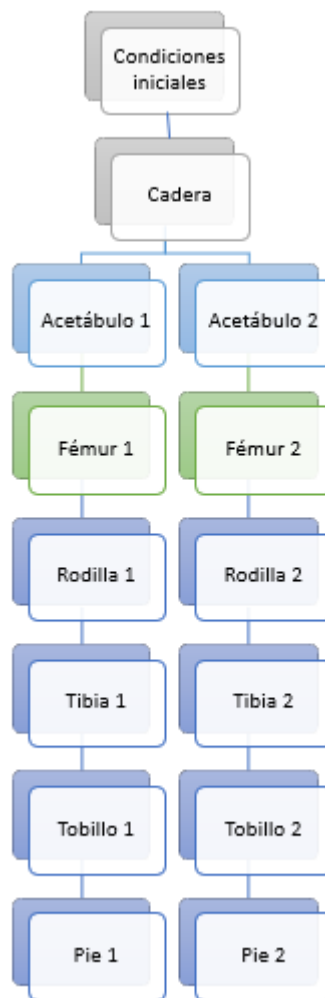 Condiciones
iniciales
Cadera
Acetábulo 1
Acetábulo 2
Fémur 1
Fémur 2
Rodilla 1
Rodilla 2
Tibia 1
Tibia 2
Tobillo 1
Tobillo 2
Pie 1
Pie 2